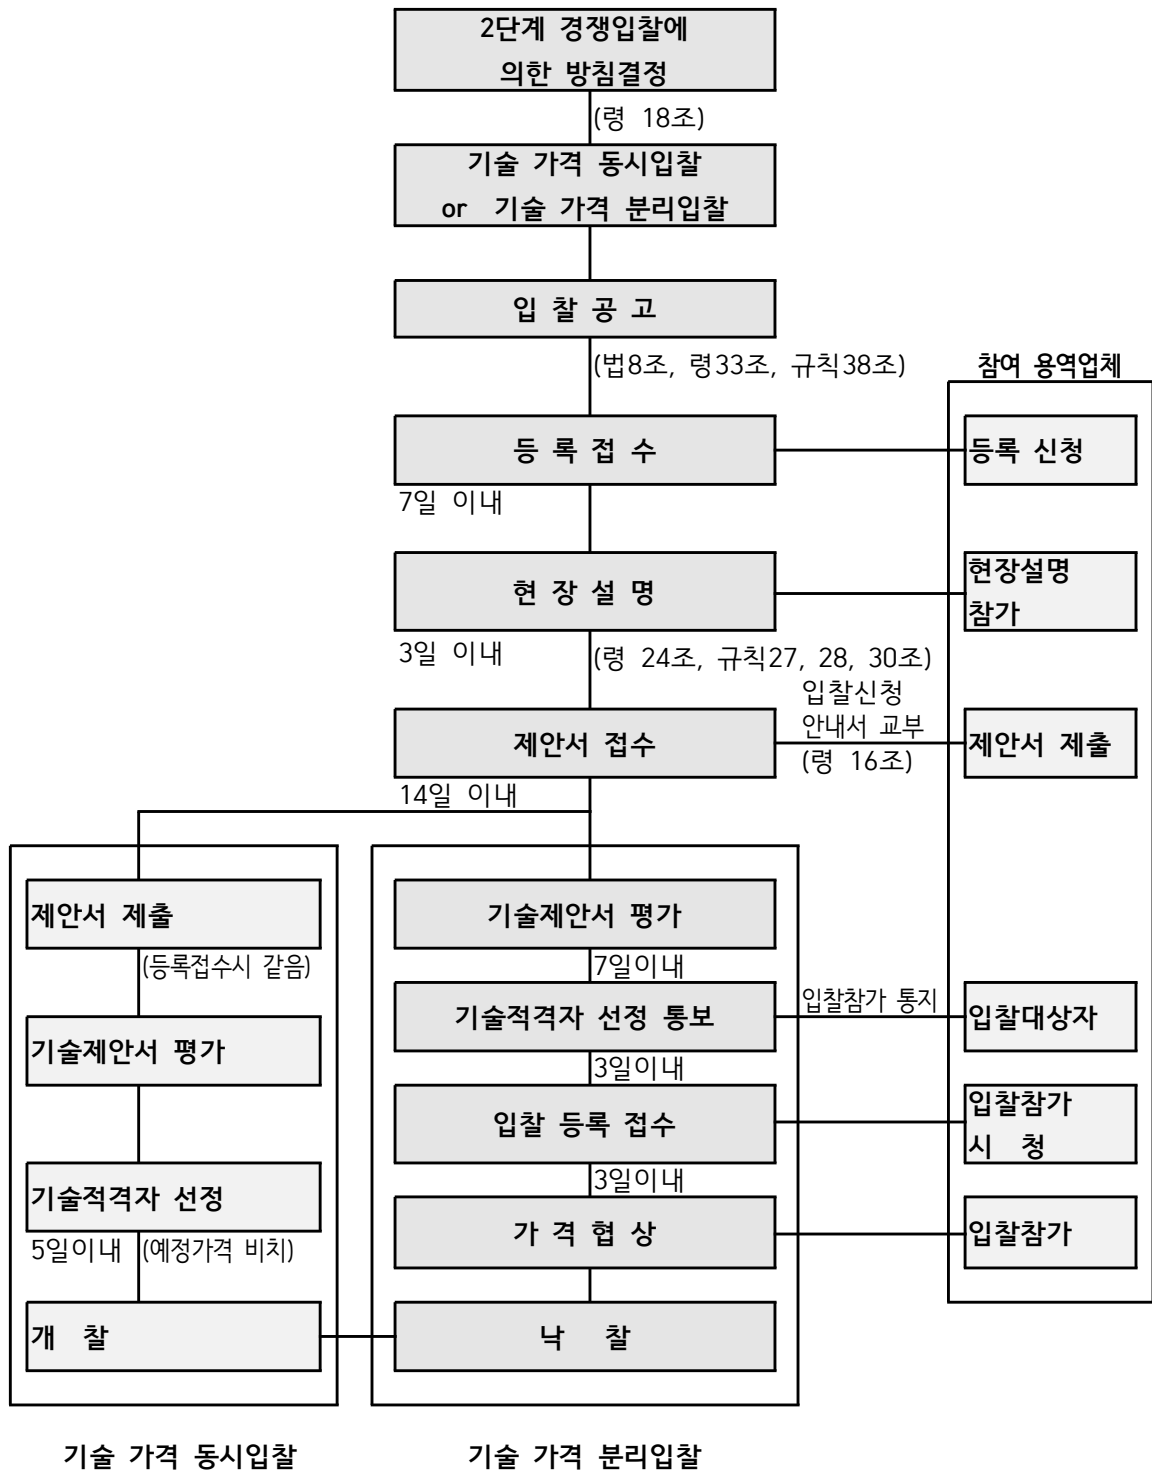 2단계 경쟁입찰에
의한 방침결정
(령 18조)
기술 가격 동시입찰
or 기술 가격 분리입찰
입 찰 공 고
(법8조, 령33조, 규칙38조)
참여 용역업체
등 록 접 수
등록 신청
7일 이내
현 장 설 명
현장설명
참가
3일 이내
(령 24조, 규칙27, 28, 30조)
입찰신청
안내서 교부
(령 16조)
제안서 접수
제안서 제출
14일 이내
제안서 제출
(등록접수시 같음)
기술제안서 평가
기술적격자 선정
5일이내
(예정가격 비치)
개 찰
기술제안서 평가
7일이내
기술적격자 선정 통보
입찰참가 통지
입찰대상자
3일이내
입찰 등록 접수
입찰참가
시 청
3일이내
가 격 협 상
입찰참가
낙 찰
기술 가격 동시입찰
기술 가격 분리입찰